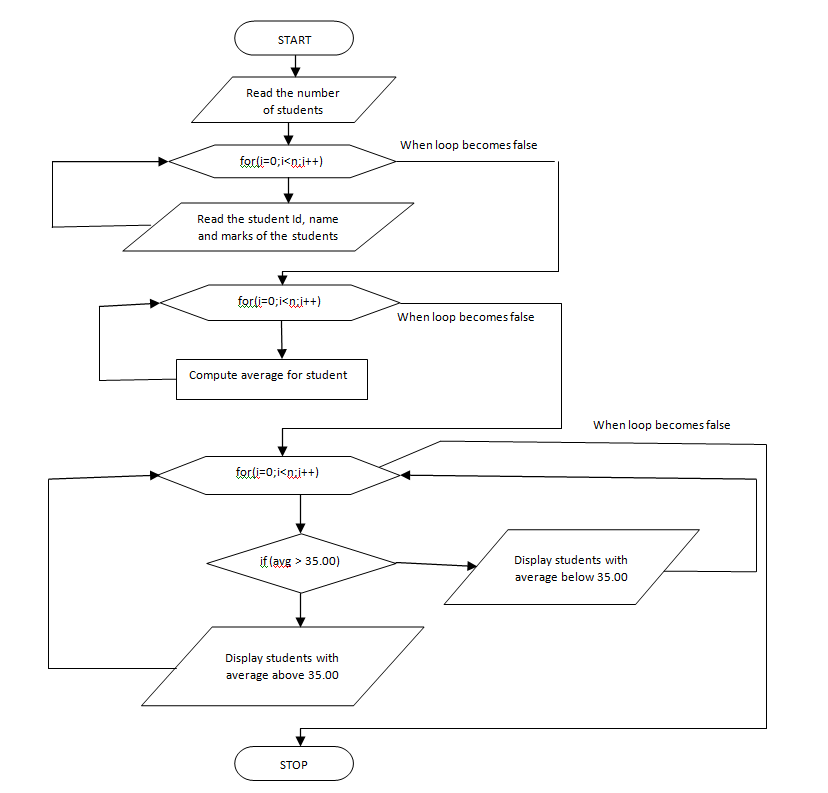 START
Read the number
of students
When loop becomes false
for(i=0;i<n;i++)
Read the student Id, name
and marks of the students
for(i=0;i<n;i++)
When loop becomes false
Compute average for student
When loop becomes false
for(i=0;i<n;i++)
if(avg > 35.00)
Display students with
average below 35.00
Display students with
average above 35.00
STOP